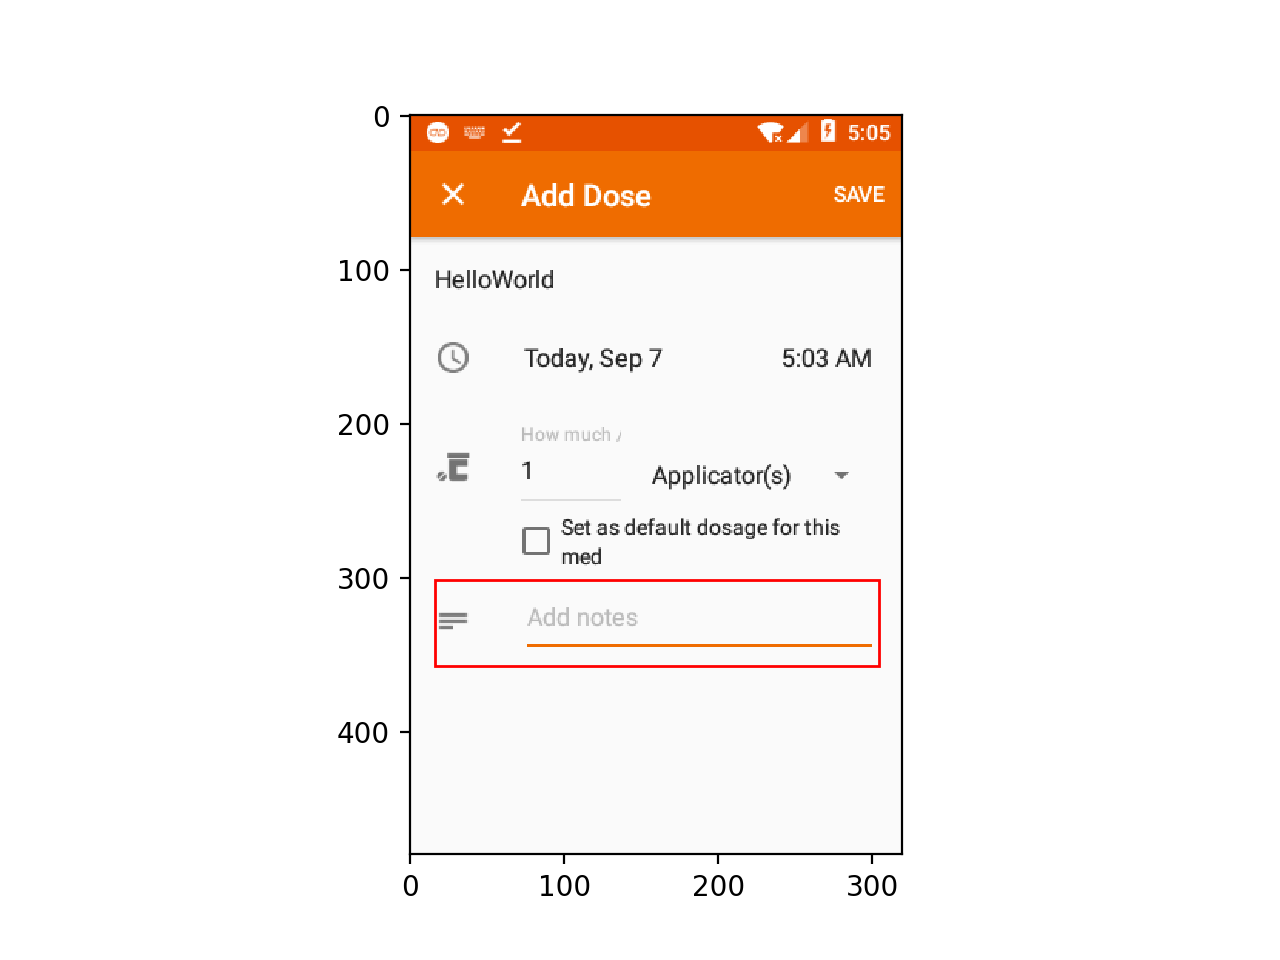 0
5:05
Add Dose
SAVE
100
HelloWorld
Today, Sep 7
5:03 AM
200
How much
1
Applicator(s)
Set as default dosage for this
med
300
Add notes
400
0
100
200
300